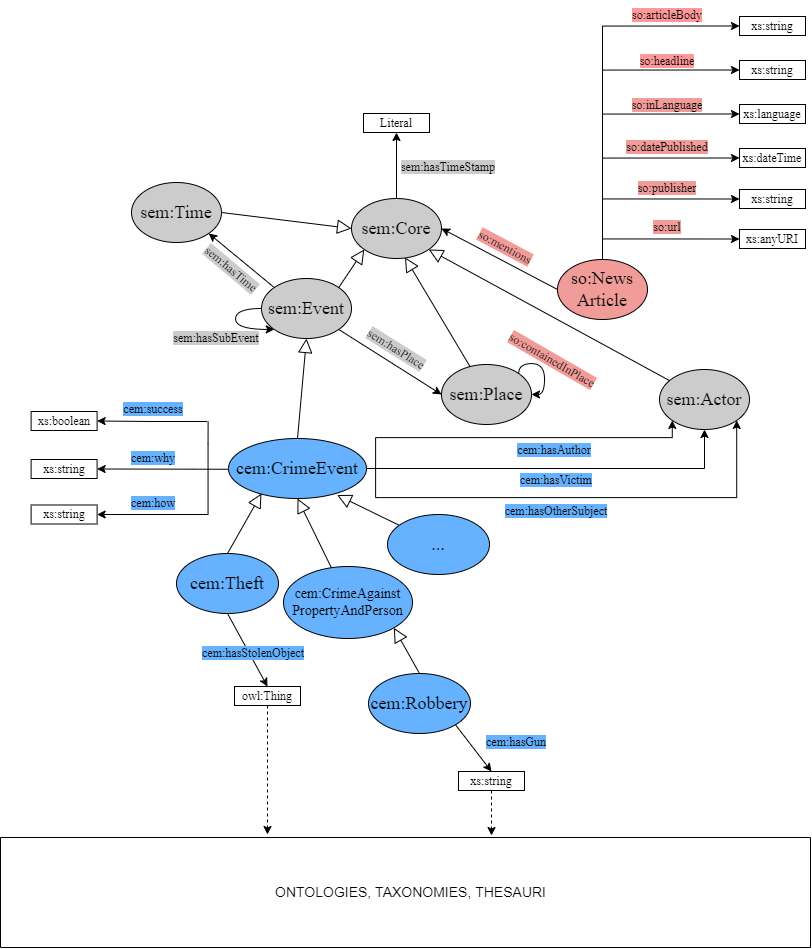 so:articleBody
xs:string
so:headline
xs:string
so:inLanguage
xs:language
Literal
so:datePublished
xs:dateTime
sem:hasTimeStamp
so:publisher
xs:string
sem:Time
sem:Core
so:url
xs:anyURI
so:mentions
sem:hasTime
so:News
Article
sem:Event
sem:hasSubEvent
sem:hasPlace
so:containedInPlace
sem:Place
sem:Actor
cem:success
xs:boolean
cem:why
xs:string
cem:how
xs:string
cem:CrimeEvent
cem:hasAuthor
cem:hasVictim
cem:hasOtherSubject
...
cem:Theft
cem:CrimeAgainst
PropertyAndPerson
cem:hasStolenObject
owl:Thing
cem:Robbery
cem:hasGun
xs:string
ONTOLOGIES, TAXONOMIES, THESAURI